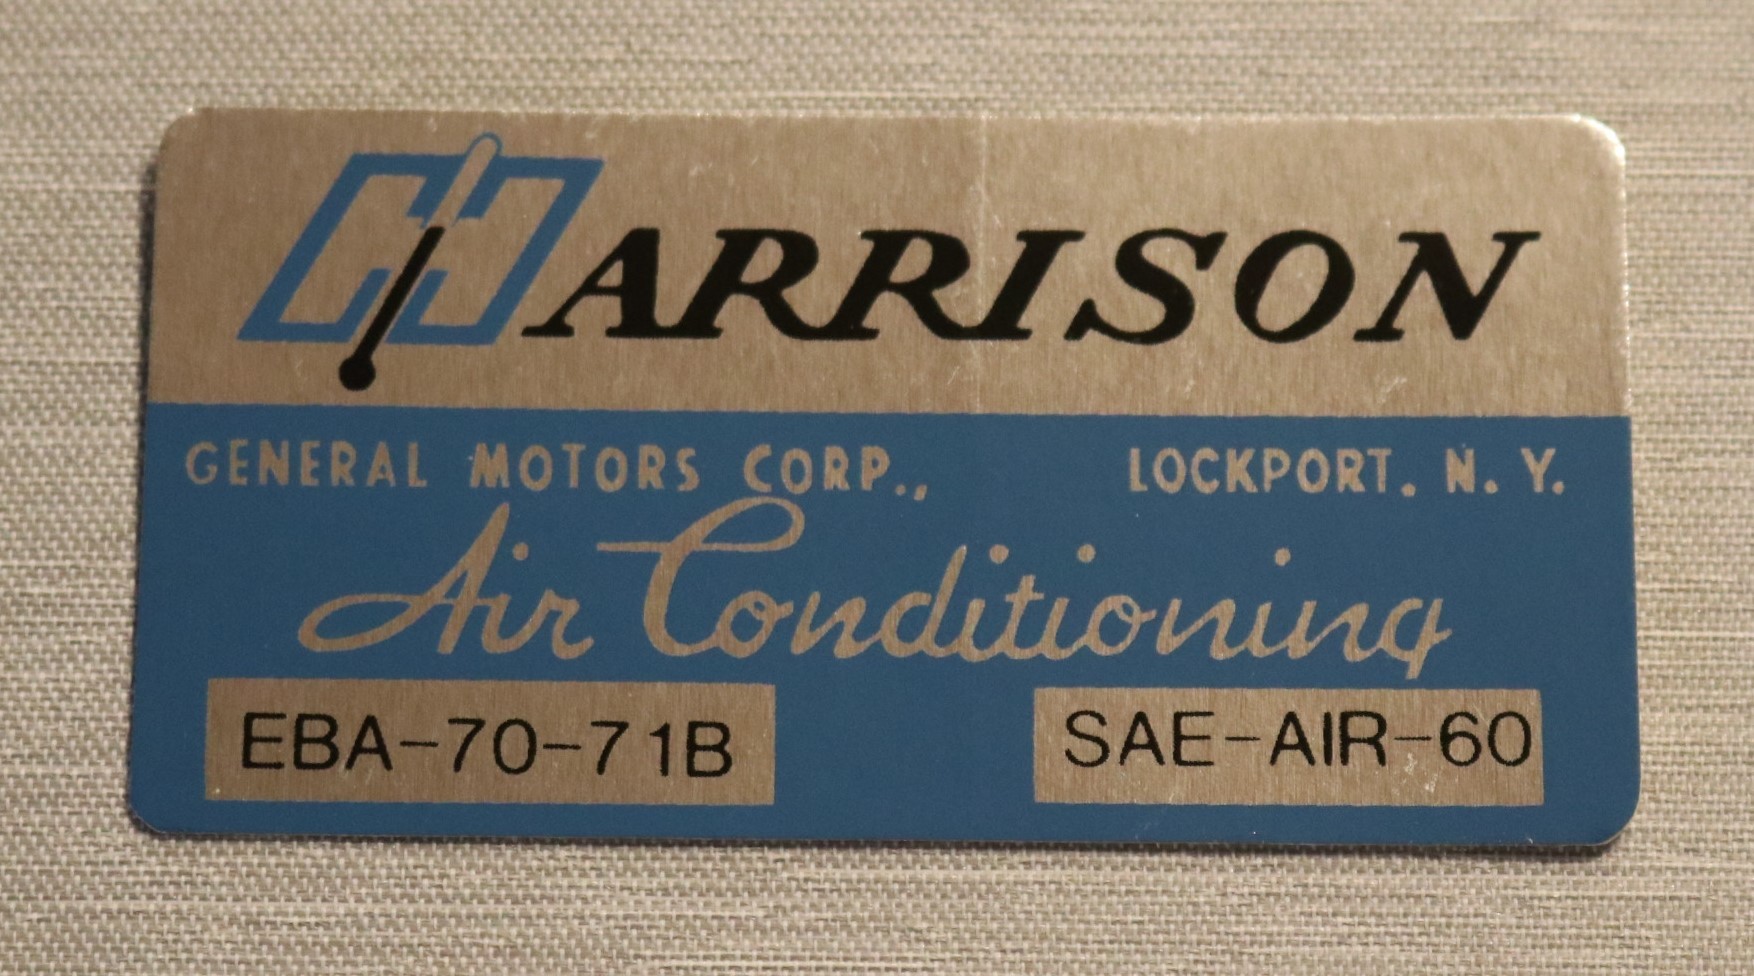 HARRISON
GENERAL MOTORS CORP., LOCKPORT, N. Y.
Air Conditioning
EBA-70-71B SAE-AIR-60